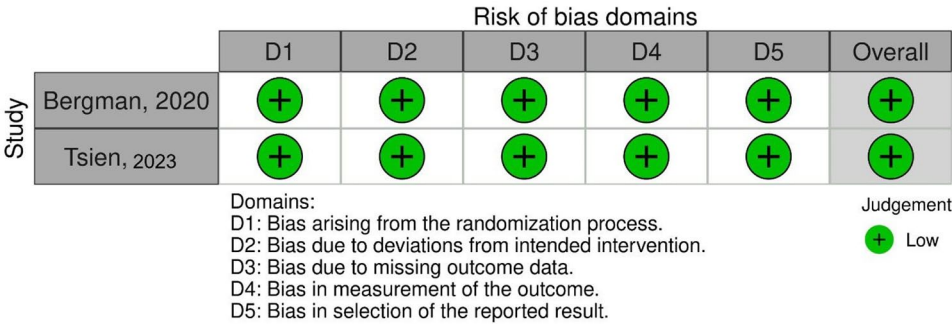 Risk of bias domains
D1 D2 D3 D4 D5 Overall
Study
Bergman, 2020 + + + + + +
Tsien, 2023 + + + + + +
Domains:
D1: Bias arising from the randomization process.
D2: Bias due to deviations from intended intervention.
D3: Bias due to missing outcome data.
D4: Bias in measurement of the outcome.
D5: Bias in selection of the reported result.
Judgement
+ Low